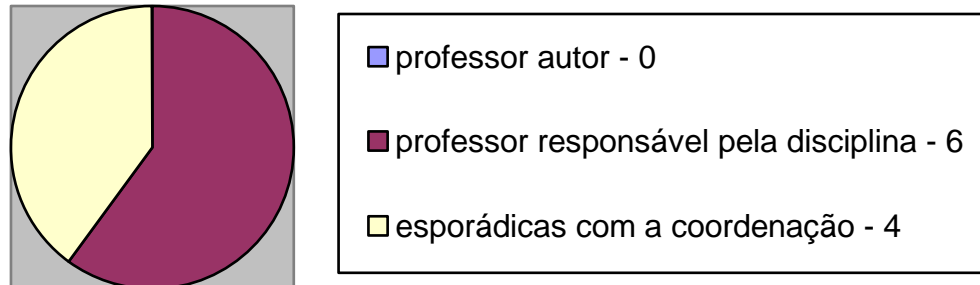 professor autor - 0
professor responsável pela disciplina - 6
esporádicas com a coordenação - 4